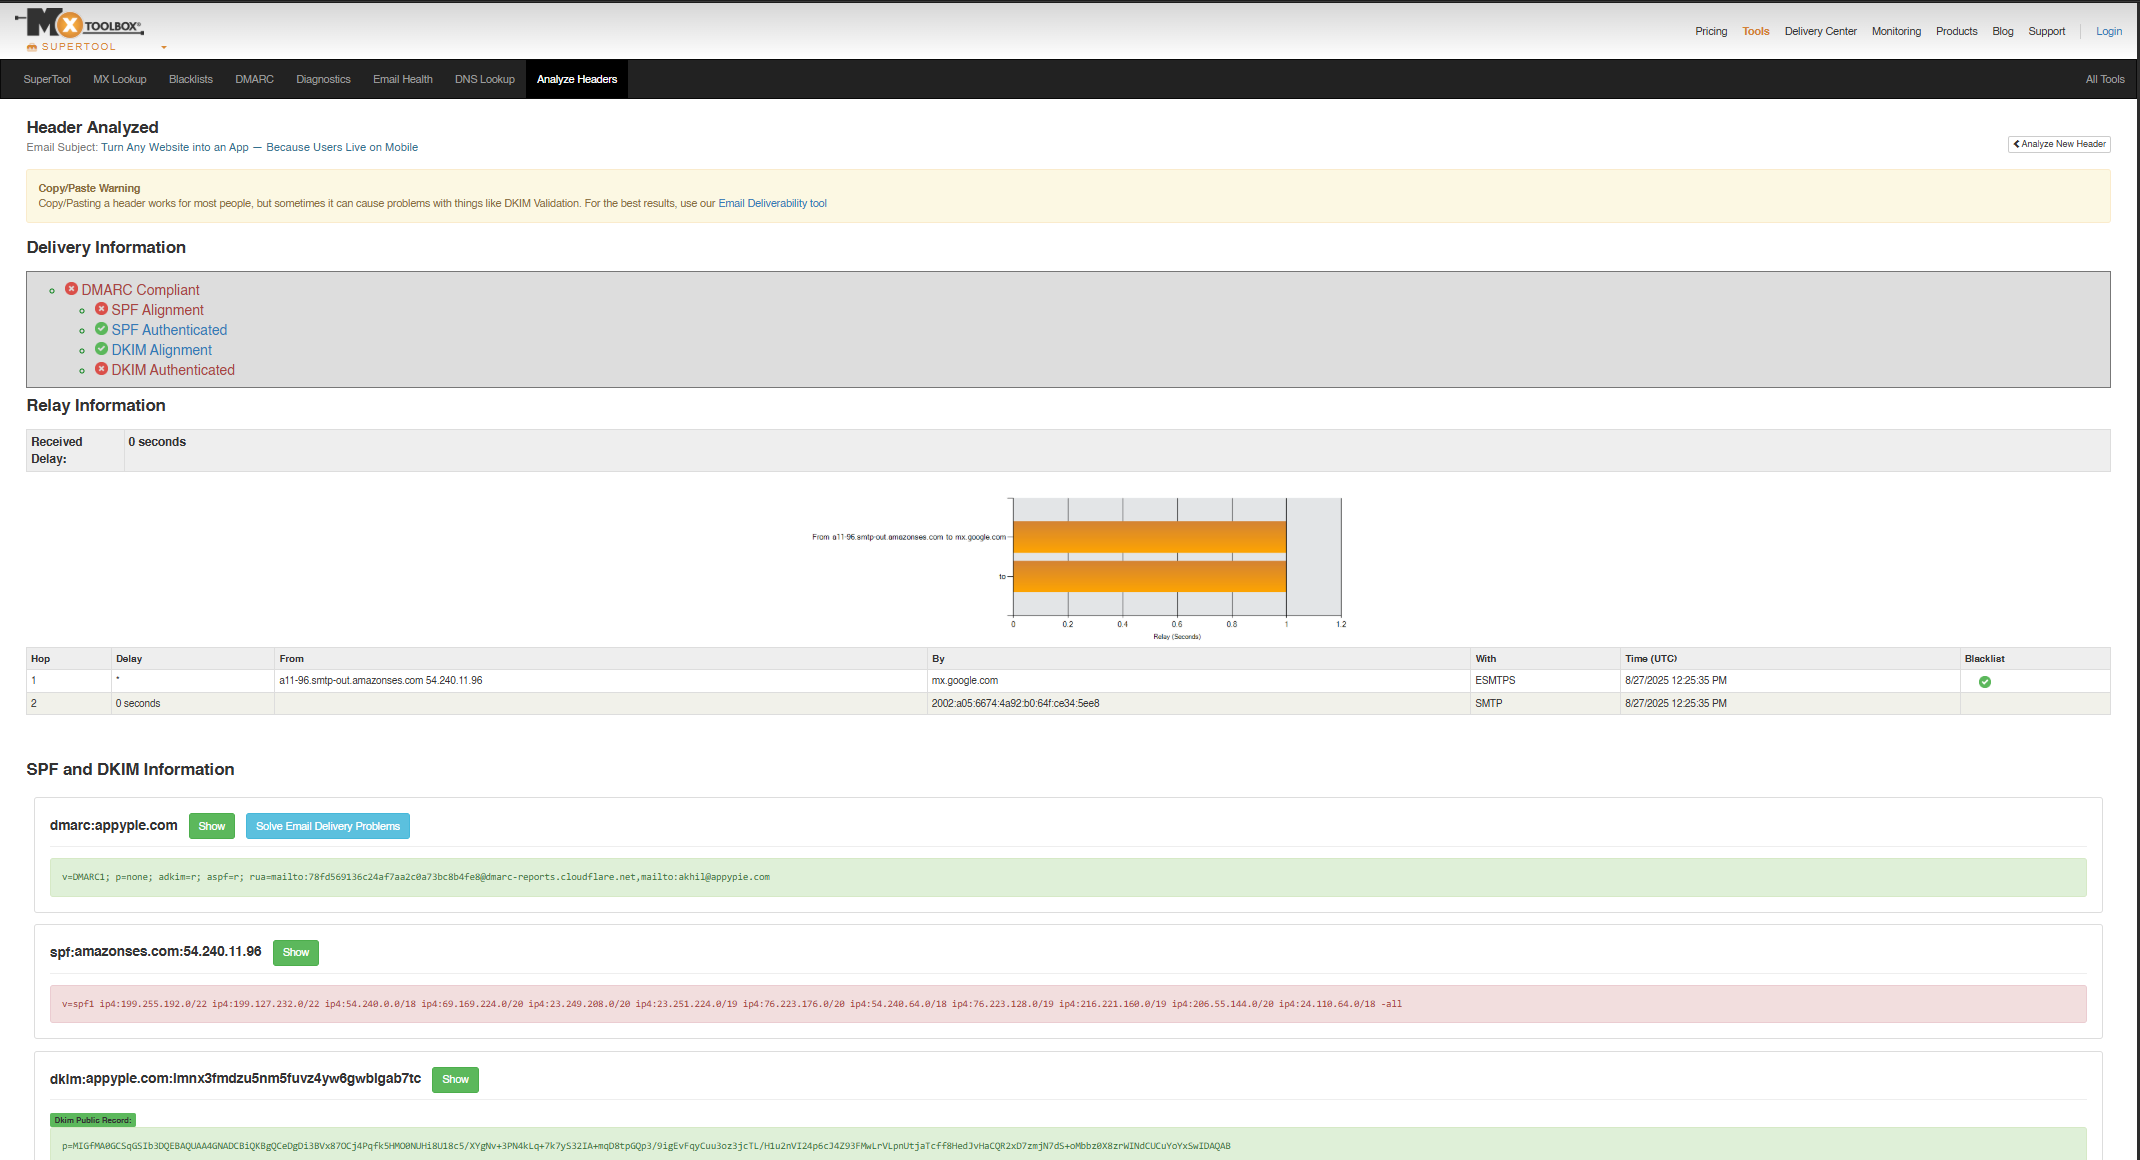 MX TOOLBOX®
SUPERTOOL
Pricing Tools Delivery Center Monitoring Products Blog Support Login
SuperTool MX Lookup Blacklists DMARC Diagnostics Email Health DNS Lookup Analyze Headers All Tools
Header Analyzed
Email Subject: Turn Any Website into an App — Because Users Live on Mobile
Analyze New Header
Copy/Paste Warning
Copy/Pasting a header works for most people, but sometimes it can cause problems with things like DKIM Validation. For the best results, use our Email Deliverability tool
Delivery Information
DMARC Compliant
SPF Alignment
SPF Authenticated
DKIM Alignment
DKIM Authenticated
Relay Information
Received Delay: 0 seconds
From a11-96.smtp-out.amazonses.com to mx.google.com
to
0 0.2 0.4 0.6 0.8 1 1.2
Relay (Seconds)
Hop Delay From By With Time (UTC) Blacklist
1 * a11-96.smtp-out.amazonses.com 54.240.11.96 mx.google.com ESMTPS 8/27/2025 12:25:35 PM
2 0 seconds 2002:a05:6674:4a92:b0:64f:ce34:5ee8 SMTP 8/27/2025 12:25:35 PM
SPF and DKIM Information
dmarc:appypie.com Show Solve Email Delivery Problems
v=DMARC1; p=none; adkim=r; aspf=r; rua=mailto:78fd569136c24af7aa2c0a73bc8b4fe8@dmarc-reports.cloudflare.net,mailto:akhil@appypie.com
spf:amazonses.com:54.240.11.96 Show
v=spf1 ip4:199.255.192.0/22 ip4:199.127.232.0/22 ip4:54.240.0.0/18 ip4:69.169.224.0/20 ip4:23.249.208.0/20 ip4:23.251.224.0/19 ip4:76.223.176.0/20 ip4:54.240.64.0/18 ip4:76.223.128.0/19 ip4:216.221.160.0/19 ip4:206.55.144.0/20 ip4:24.110.64.0/18 -all
dkim:appypie.com:lmnx3fmdzu5nm5fuvz4yw6gwblgab7tc Show
Dkim Public Record:
p=MIGfMA0GCSqGSIb3DQEBAQUAA4GNADCBiQKBgQCeDgDi3BVx87OCj4Pqfk5HMO0NUHi8U18c5/XYgNv+3PN4kLq+7k7yS32IA+mqD8tpGQp3/9igEvFqyCuu3oz3jcTL/H1u2nVI24p6cJ4Z93FMwLrVLpnUtjaTcff8HedJvHaCQR2xD7zmjN7dS+oMbbz0X8zrWINdCUCuYoYxSwIDAQAB